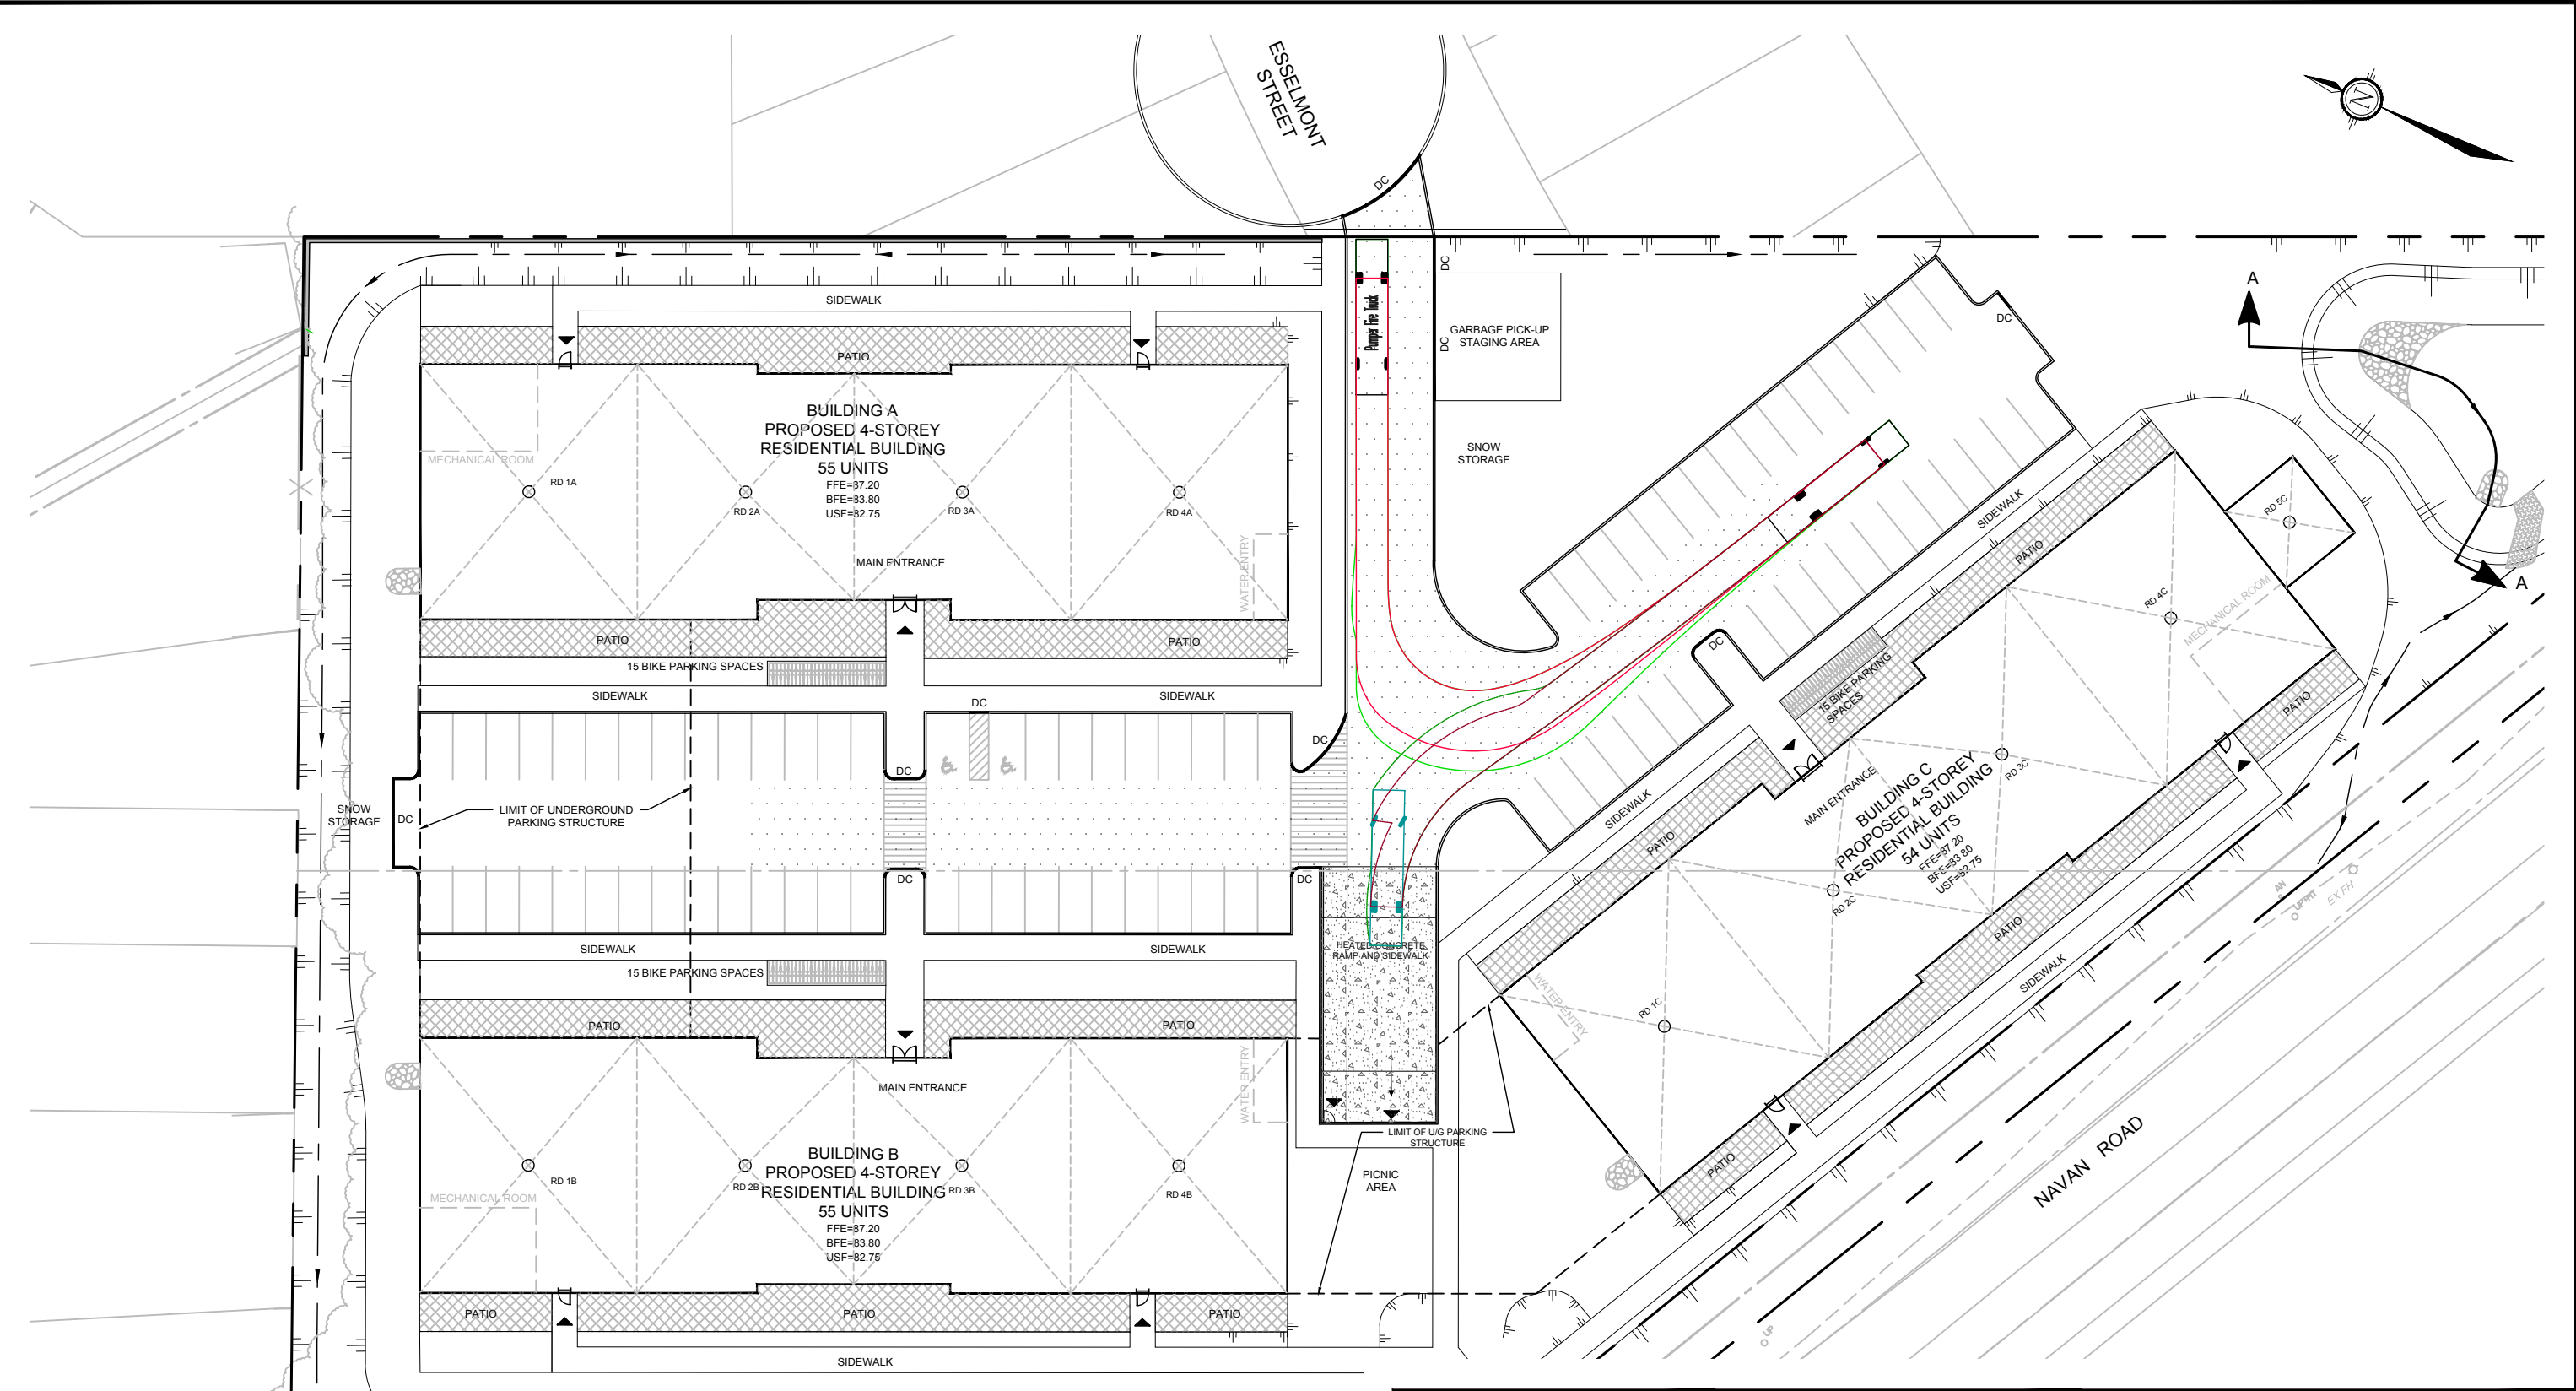 ESSELMONT
STREET
N
DC
DC
DC
Pumper Fire Truck
GARBAGE PICK-UP
STAGING AREA
SNOW
STORAGE
DC
A
A
SIDEWALK
PATIO
BUILDING A
PROPOSED 4-STOREY
RESIDENTIAL BUILDING
55 UNITS
FFE=87.20
BFE=83.80
USF=82.75
MECHANICAL ROOM
RD 1A
RD 2A
RD 3A
RD 4A
MAIN ENTRANCE
WATER ENTRY
PATIO
PATIO
15 BIKE PARKING SPACES
SIDEWALK
SIDEWALK
DC
DC
DC
SNOW
STORAGE
DC
LIMIT OF UNDERGROUND
PARKING STRUCTURE
DC
DC
SIDEWALK
SIDEWALK
15 BIKE PARKING SPACES
PATIO
PATIO
MAIN ENTRANCE
WATER ENTRY
BUILDING B
PROPOSED 4-STOREY
RESIDENTIAL BUILDING
55 UNITS
FFE=87.20
BFE=83.80
USF=82.75
MECHANICAL ROOM
RD 1B
RD 2B
RD 3B
RD 4B
PATIO
PATIO
PATIO
SIDEWALK
HEATED CONCRETE
RAMP AND SIDEWALK
LIMIT OF U/G PARKING
STRUCTURE
PICNIC
AREA
DC
SIDEWALK
PATIO
RD 5C
RD 4C
MECHANICAL ROOM
15 BIKE PARKING
SPACES
PATIO
RD 3C
MAIN ENTRANCE
BUILDING C
PROPOSED 4-STOREY
RESIDENTIAL BUILDING
54 UNITS
FFE=87.20
BFE=83.80
USF=82.75
SIDEWALK
PATIO
RD 2C
WATER ENTRY
RD 1C
PATIO
PATIO
SIDEWALK
AN
UP+LT
EX FH
UP
NAVAN ROAD